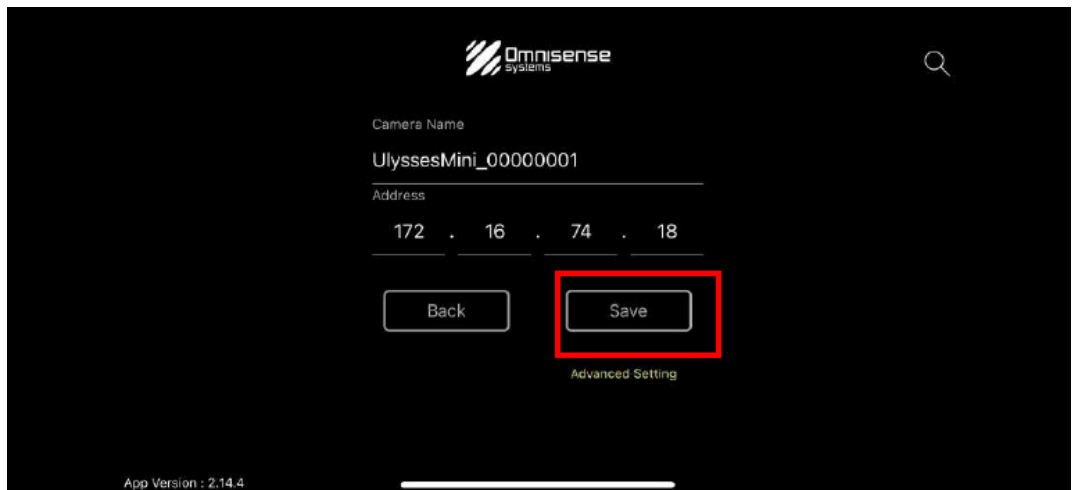 Omnisense
systems
Camera Name
UlyssesMini_00000001
Address
172 . 16 . 74 . 18
Back Save
Advanced Setting
App Version : 2.14.4